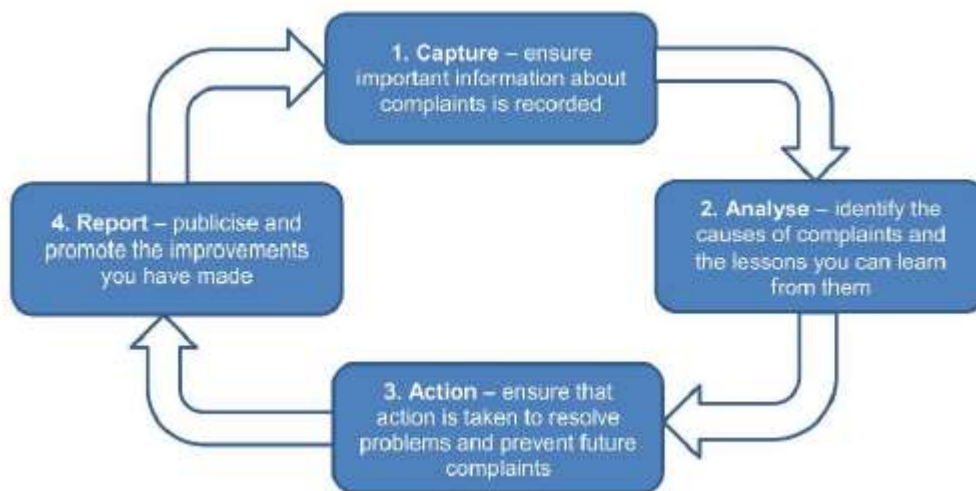 1. Capture – ensure
important information about
complaints is recorded
2. Analyse – identify the
causes of complaints and
the lessons you can learn
from them
3. Action – ensure that
action is taken to resolve
problems and prevent future
complaints
4. Report – publicise and
promote the improvements
you have made